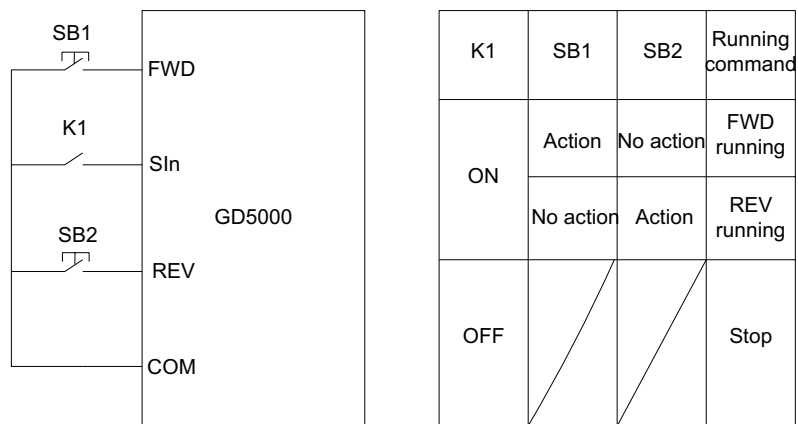 SB1
FWD
K1
SIn
GD5000
SB2
REV
COM
K1 SB1 SB2 Running command
ON Action No action FWD running
No action Action REV running
OFF Stop